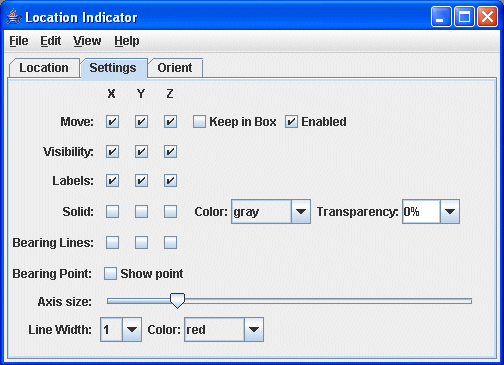 Location Indicator
File Edit View Help
Location Settings Orient
X Y Z
Move: Keep in Box Enabled
Visibility:
Labels:
Solid: Color: gray Transparency: 0%
Bearing Lines:
Bearing Point: Show point
Axis size:
Line Width: 1 Color: red